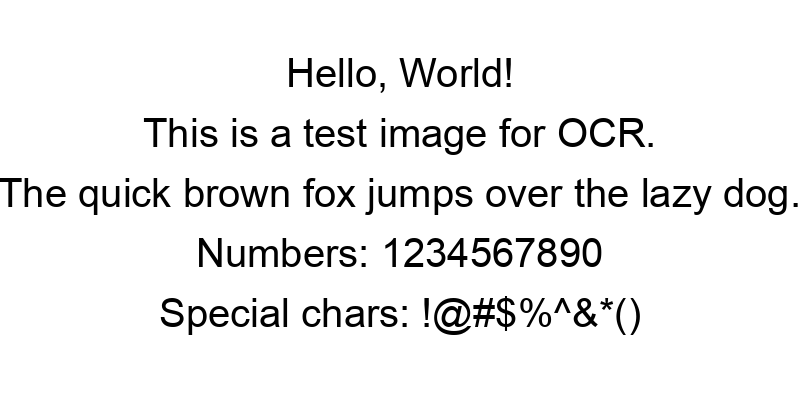 Hello, World!
This is a test image for OCR.
The quick brown fox jumps over the lazy dog.
Numbers: 1234567890
Special chars: !@#$%^&*()